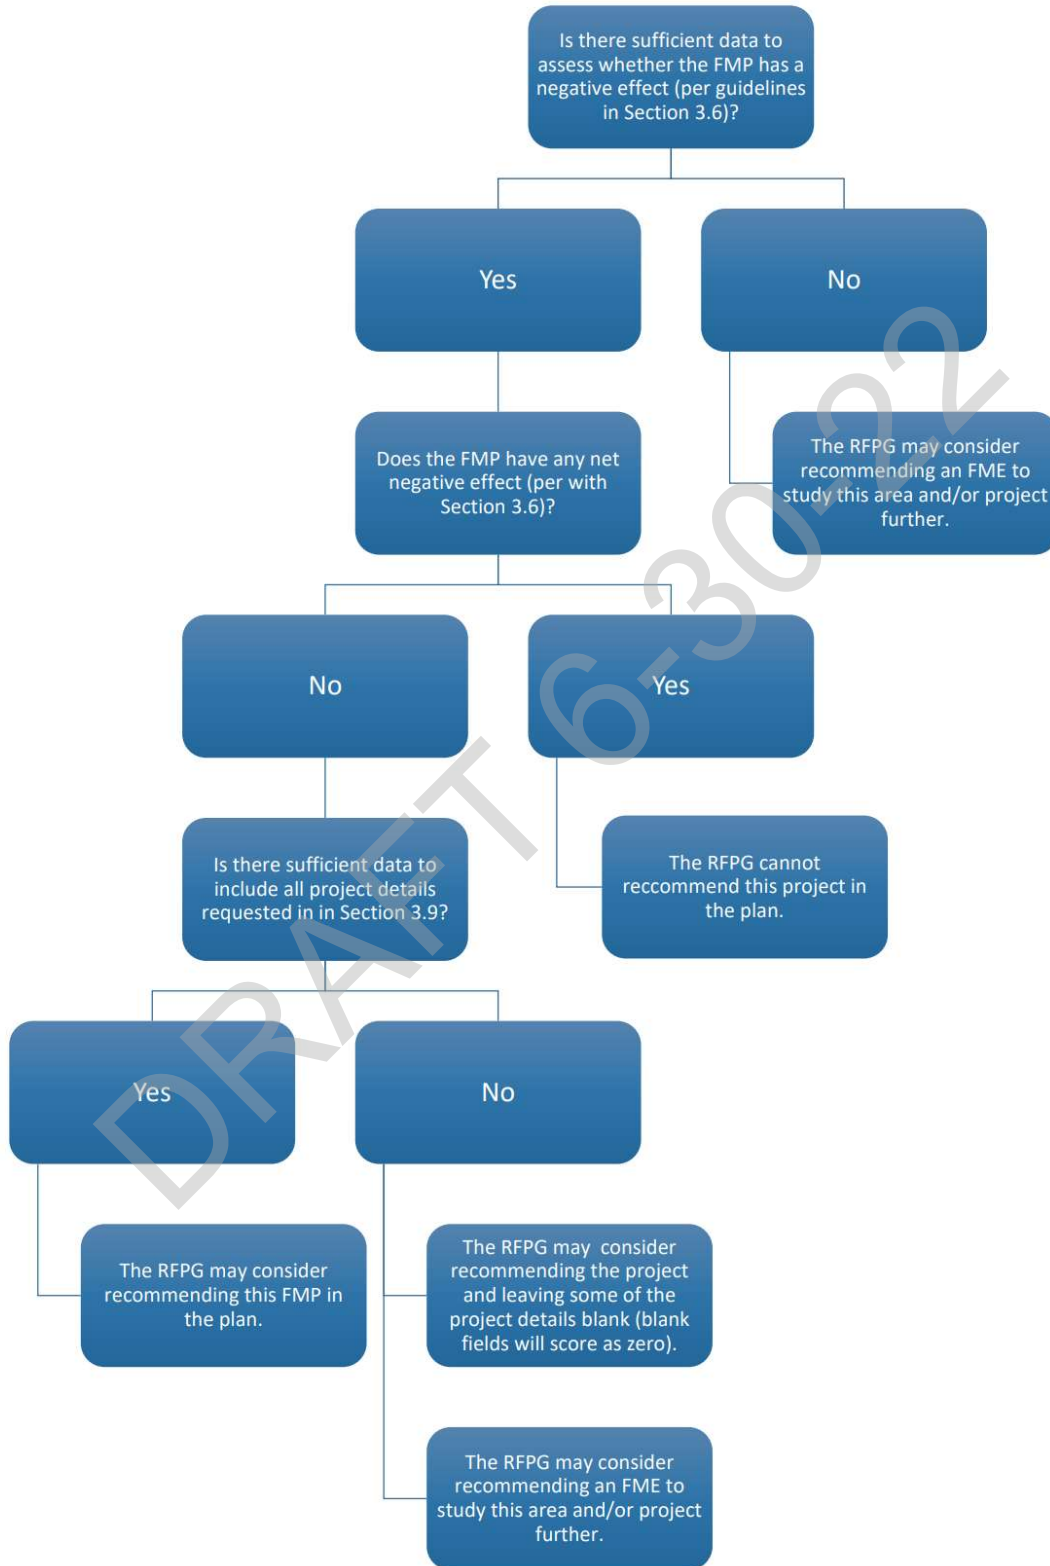 Is there sufficient data to
assess whether the FMP has a
negative effect (per guidelines
in Section 3.6)?
Yes
No
Does the FMP have any net
negative effect (per with
Section 3.6)?
The RFPG may consider
recommending an FME to
study this area and/or project
further.
No
Yes
Is there sufficient data to
include all project details
requested in in Section 3.9?
The RFPG cannot
reccommend this project in
the plan.
Yes
No
The RFPG may consider
recommending this FMP in
the plan.
The RFPG may  consider
recommending the project
and leaving some of the
project details blank (blank
fields will score as zero).
The RFPG may consider
recommending an FME to
study this area and/or project
further.
DRAFT 6-30-22